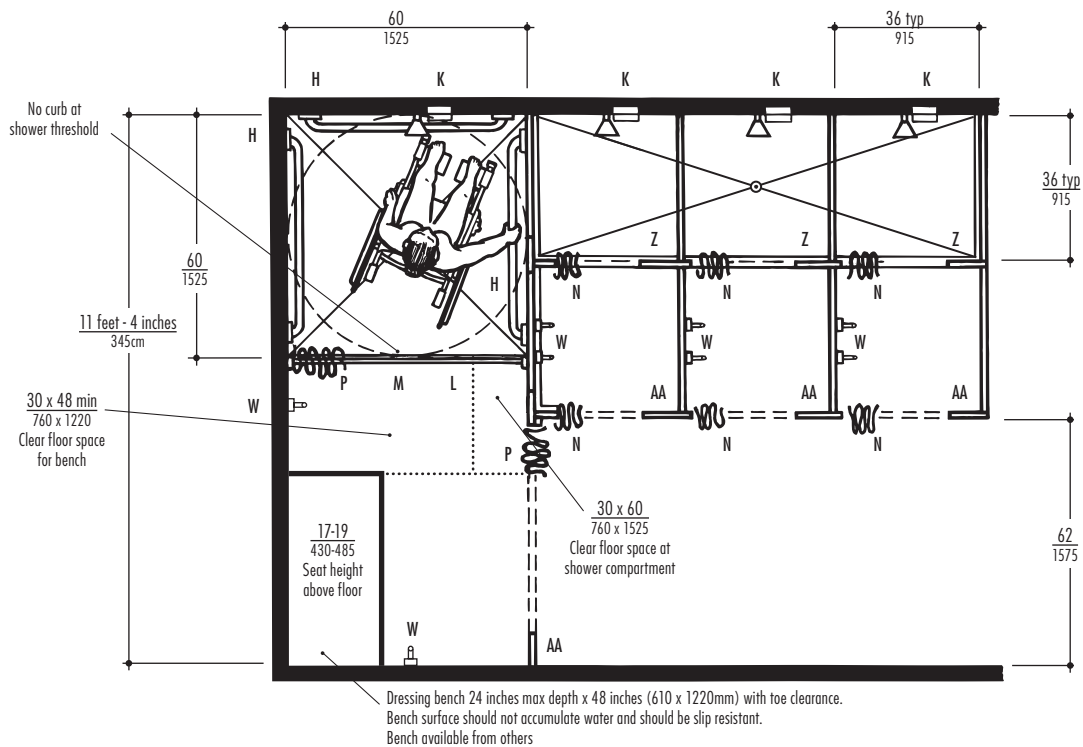 60
1525
36 typ
915
H
K
K
K
K
No curb at
shower threshold
H
36 typ
915
60
1525
Z
Z
Z
H
N
N
N
11 feet - 4 inches
345cm
W
W
W
P
M
L
30 x 48 min
760 x 1220
Clear floor space
for bench
W
AA
AA
AA
N
N
N
P
30 x 60
760 x 1525
Clear floor space at
shower compartment
17-19
430-485
Seat height
above floor
62
1575
W
AA
Dressing bench 24 inches max depth x 48 inches (610 x 1220mm) with toe clearance.
Bench surface should not accumulate water and should be slip resistant.
Bench available from others